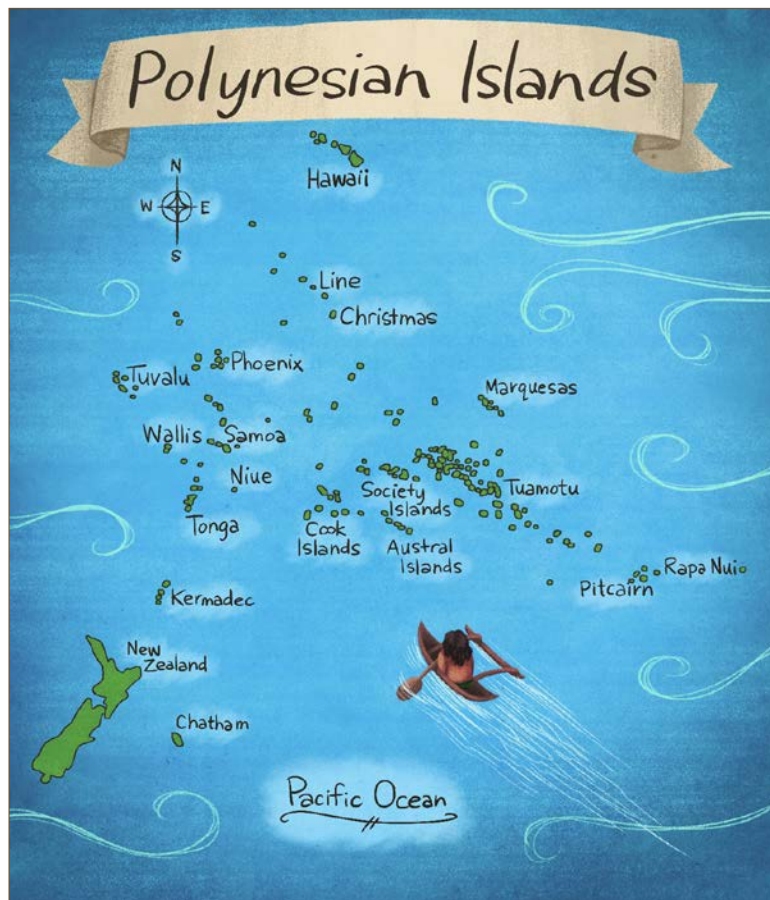 Polynesian Islands
Hawaii
N
W E
S
Line
Christmas
Phoenix
Tuvalu
Marquesas
Wallis
Samoa
Niue
Society
Islands
Tuamotu
Tonga
Cook
Islands
Austral
Islands
Rapa Nui
Pitcairn
Kermadec
New
Zealand
Chatham
Pacific Ocean